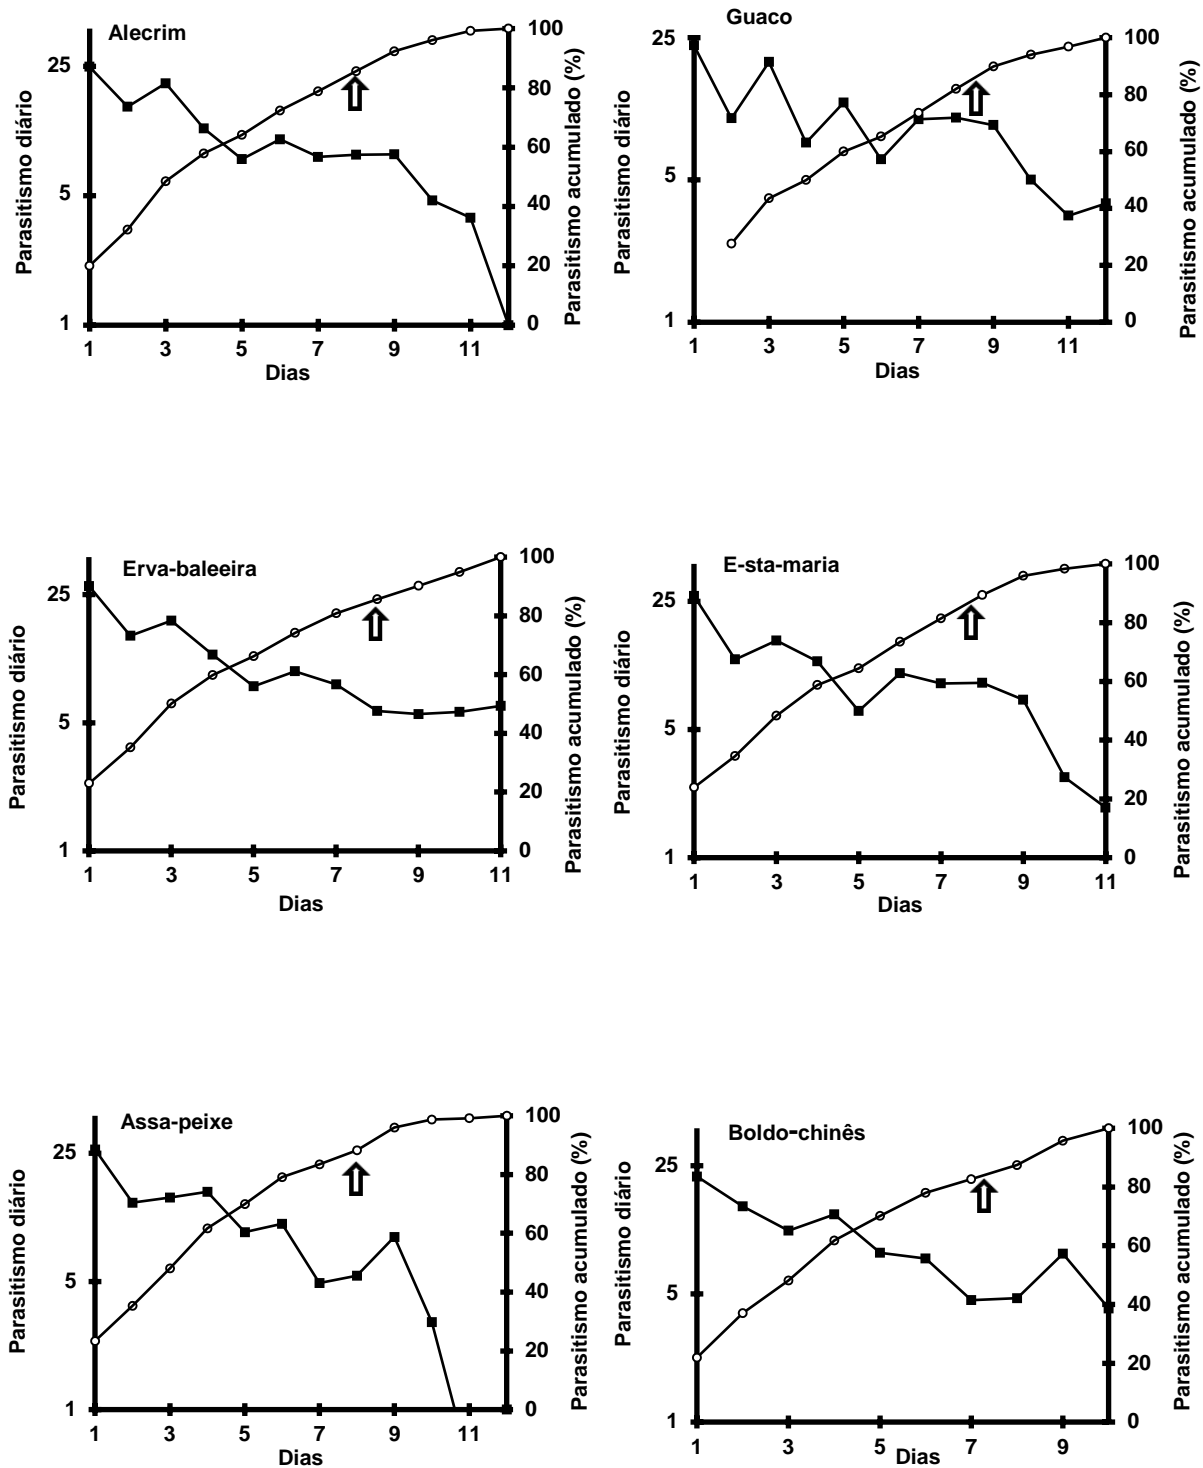 Alecrim
Parasitismo diário
25
5
1
1 3 5 7 9 11
Dias
100
80
60
40
20
0
Parasitismo acumulado (%)
Guaco
Parasitismo diário
25
5
1
1 3 5 7 9 11
Dias
100
80
60
40
20
0
Parasitismo acumulado (%)
Erva-baleeira
Parasitismo diário
25
5
1
1 3 5 7 9 11
Dias
100
80
60
40
20
0
Parasitismo acumulado (%)
E-sta-maria
Parasitismo diário
25
5
1
1 3 5 7 9 11
Dias
100
80
60
40
20
0
Parasitismo acumulado (%)
Assa-peixe
Parasitismo diário
25
5
1
1 3 5 7 9 11
Dias
100
80
60
40
20
0
Parasitismo acumulado (%)
Boldo-chinês
Parasitismo diário
25
5
1
1 3 5 7 9
Dias
100
80
60
40
20
0
Parasitismo acumulado (%)